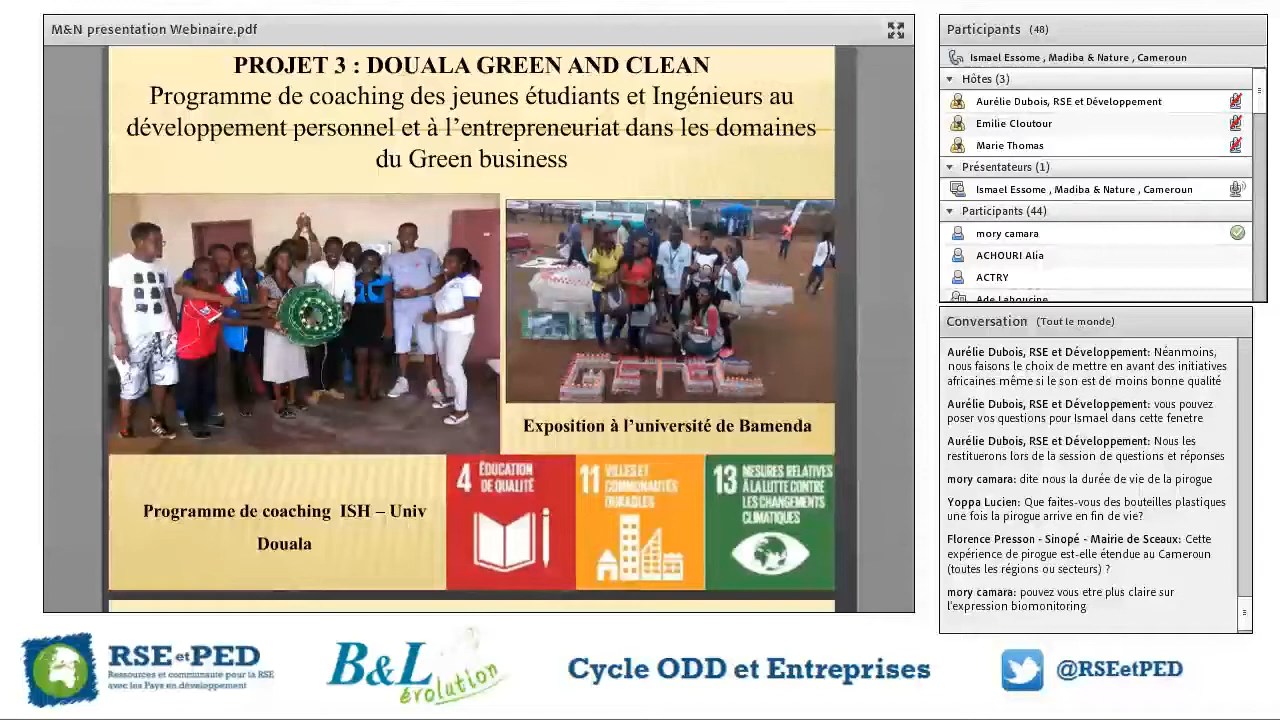 M&N presentation Webinaire.pdf
PROJET 3 : DOUALA GREEN AND CLEAN
Programme de coaching des jeunes étudiants et Ingénieurs au
développement personnel et à l’entrepreneuriat dans les domaines
du Green business
Exposition à l’université de Bamenda
Programme de coaching ISH – Univ
Douala
4 ÉDUCATION
DE QUALITÉ
11 VILLES ET
COMMUNAUTÉS
DURABLES
13 MESURES RELATIVES
À LA LUTTE CONTRE
LES CHANGEMENTS
CLIMATIQUES
Participants (48)
Ismael Essome , Madiba & Nature , Cameroun
Hôtes (3)
Aurélie Dubois, RSE et Développement
Emilie Cloutour
Marie Thomas
Présentateurs (1)
Ismael Essome , Madiba & Nature , Cameroun
Participants (44)
mory camara
ACHOURI Alia
ACTRY
Ade Lahoucine
Conversation (Tout le monde)
Aurélie Dubois, RSE et Développement: Néanmoins,
nous faisons le choix de mettre en avant des initiatives
africaines même si le son est de moins bonne qualité
Aurélie Dubois, RSE et Développement: vous pouvez
poser vos questions pour Ismael dans cette fenetre
Aurélie Dubois, RSE et Développement: Nous les
restituerons lors de la session de questions et réponses
mory camara: dite nous la durée de vie de la pirogue
Yoppa Lucien: Que faites vous des bouteilles plastiques
une fois la pirogue arrive en fin de vie?
Florence Presson - Sinopé - Mairie de Sceaux: Cette
expérience de pirogue est-elle étendue au Cameroun
(toutes les régions ou secteurs) ?
mory camara: pouvez vous etre plus claire sur
l'expression biomonitoring
RSE et PED
Ressources et communauté pour la RSE
avec les Pays en développement
B&L
évolution
Cycle ODD et Entreprises
@RSEetPED